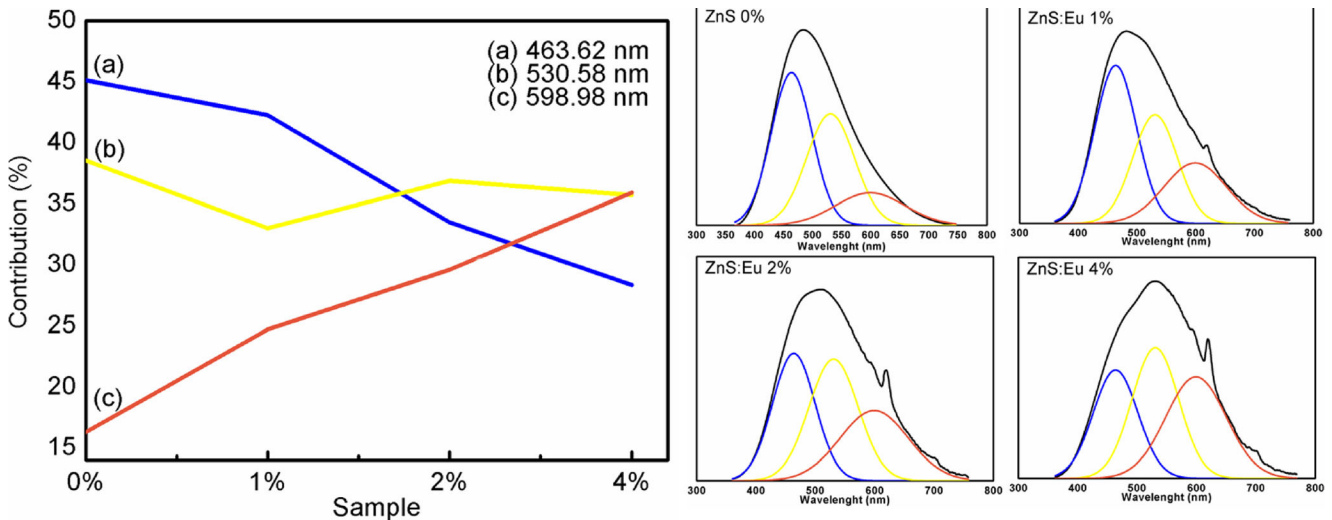 50
45
40
35
30
25
20
15
Contribution (%)
(a)
(b)
(c)
(a) 463.62 nm
(b) 530.58 nm
(c) 598.98 nm
0% 1% 2% 4%
Sample
ZnS 0%
300 350 400 450 500 550 600 650 700 750 800
Wavelenght (nm)
ZnS:Eu 1%
300 400 500 600 700 800
Wavelenght (nm)
ZnS:Eu 2%
300 400 500 600 700 800
Wavelenght (nm)
ZnS:Eu 4%
300 400 500 600 700 800
Wavelenght (nm)